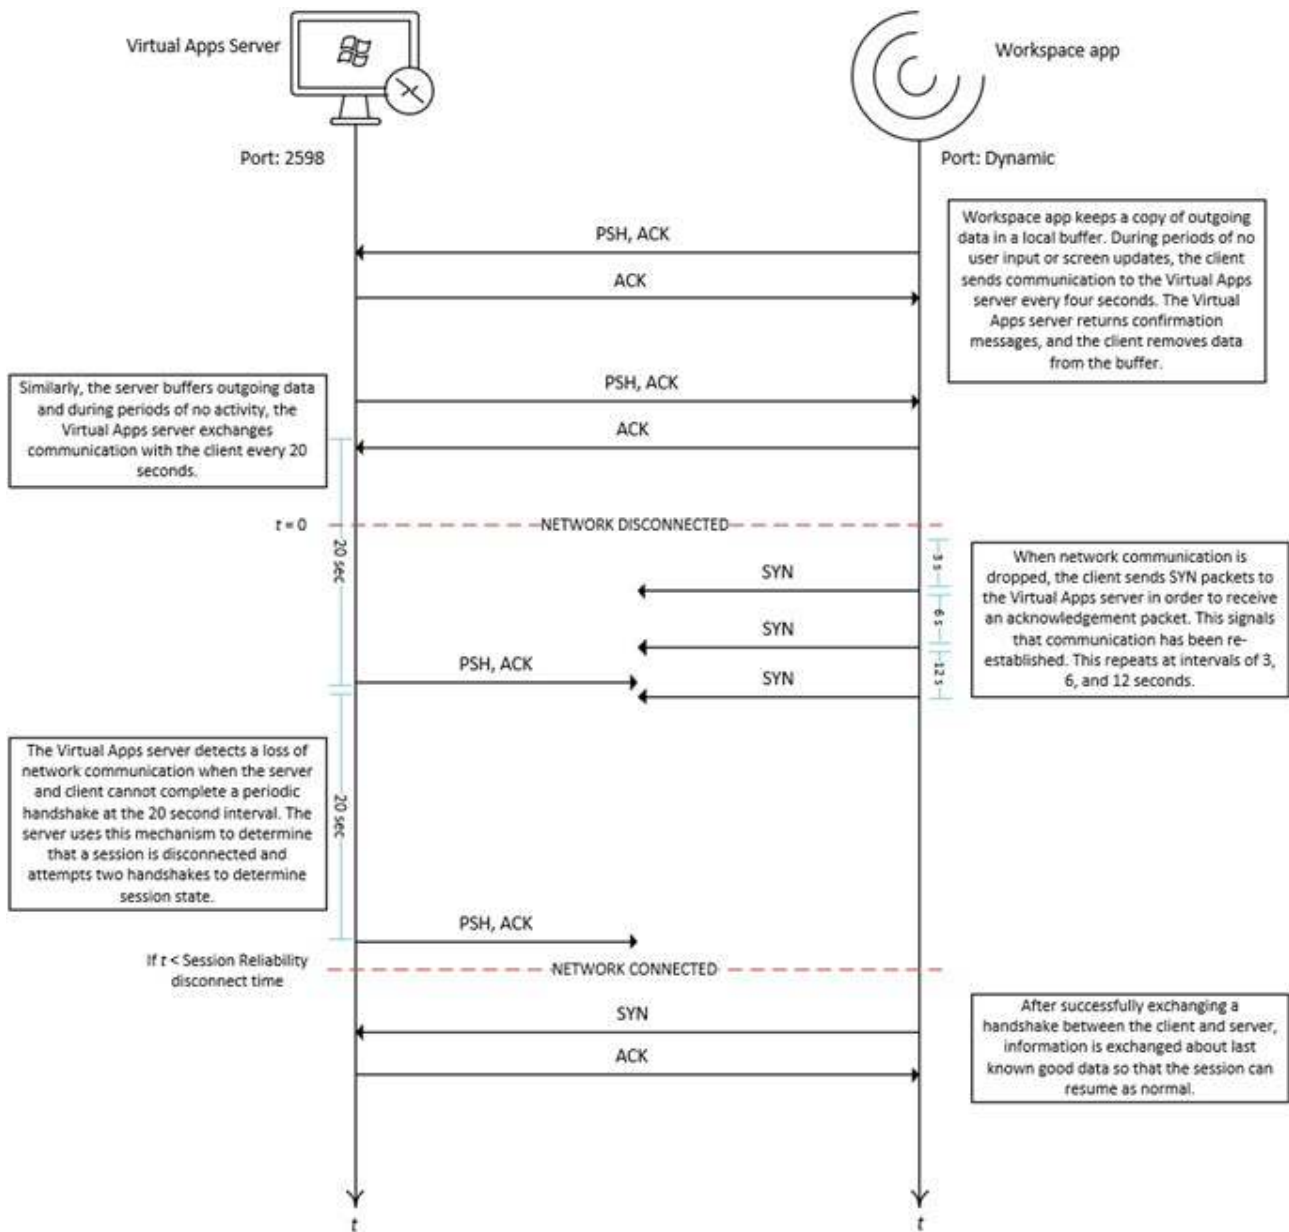 Virtual Apps Server
Workspace app
Port: 2598
Port: Dynamic
Workspace app keeps a copy of outgoing
data in a local buffer. During periods of no
user input or screen updates, the client
sends communication to the Virtual Apps
server every four seconds. The Virtual
Apps server returns confirmation
messages, and the client removes data
from the buffer.
PSH, ACK
ACK
Similarly, the server buffers outgoing data
and during periods of no activity, the
Virtual Apps server exchanges
communication with the client every 20
seconds.
PSH, ACK
ACK
t = 0
NETWORK DISCONNECTED
20 sec
3 s
6 s
12 s
When network communication is
dropped, the client sends SYN packets to
the Virtual Apps server in order to receive
an acknowledgement packet. This signals
that communication has been re-
established. This repeats at intervals of 3,
6, and 12 seconds.
SYN
SYN
PSH, ACK
SYN
The Virtual Apps server detects a loss of
network communication when the server
and client cannot complete a periodic
handshake at the 20 second interval. The
server uses this mechanism to determine
that a session is disconnected and
attempts two handshakes to determine
session state.
20 sec
PSH, ACK
If t < Session Reliability
disconnect time
NETWORK CONNECTED
SYN
ACK
After successfully exchanging a
handshake between the client and server,
information is exchanged about last
known good data so that the session can
resume as normal.
t
t